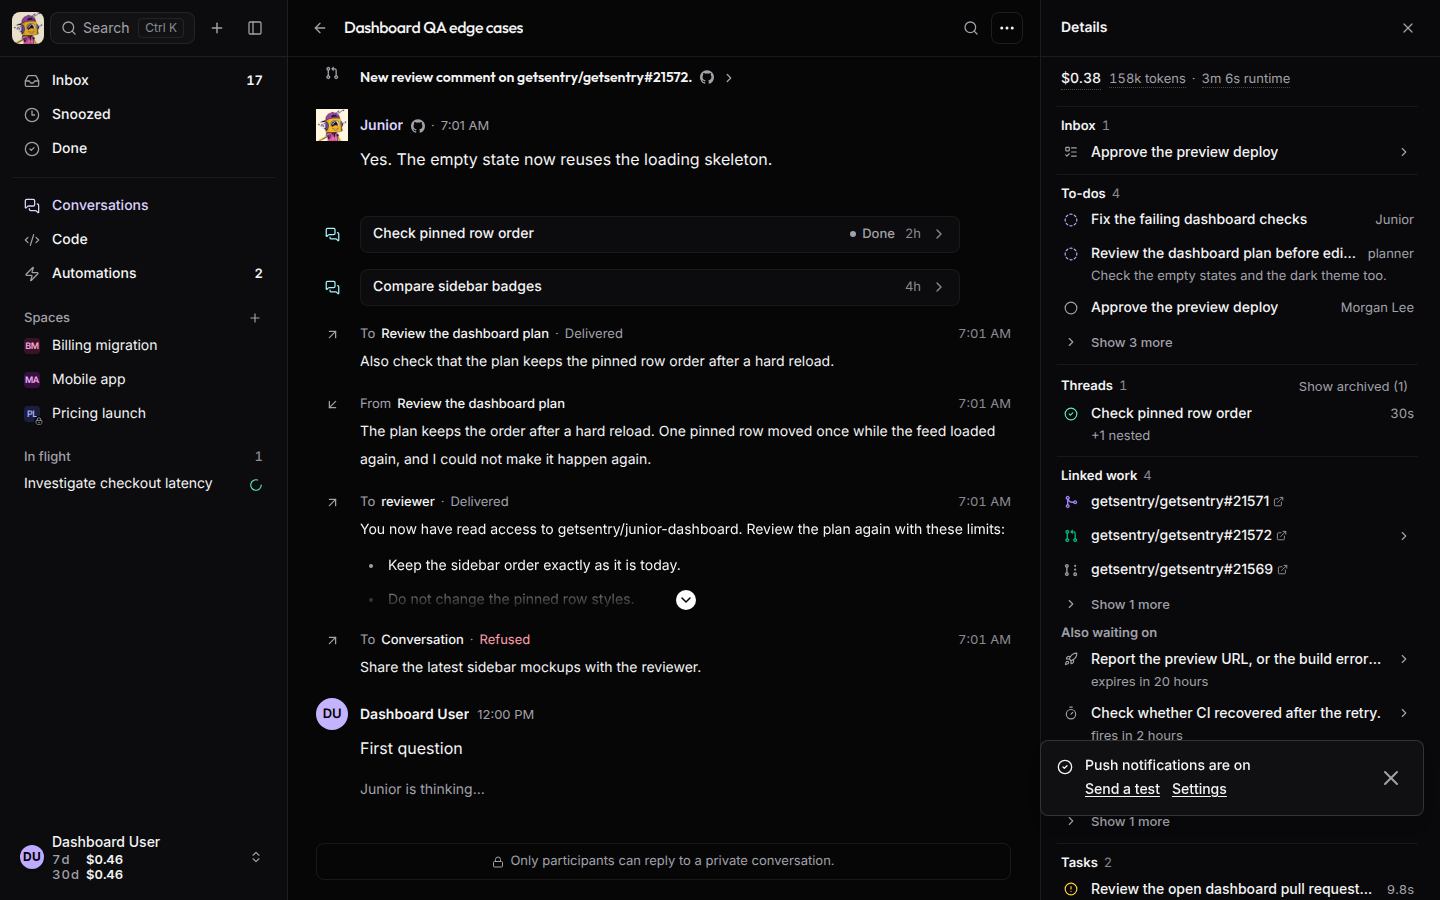 Search Ctrl K
Inbox 17
Snoozed
Done
Conversations
Code
Automations 2
Spaces
BM Billing migration
MA Mobile app
PL Pricing launch
In flight 1
Investigate checkout latency
DU Dashboard User
7d $0.46
30d $0.46
Dashboard QA edge cases
New review comment on getsentry/getsentry#21572.
Junior · 7:01 AM
Yes. The empty state now reuses the loading skeleton.
Check pinned row order Done 2h
Compare sidebar badges 4h
To Review the dashboard plan · Delivered 7:01 AM
Also check that the plan keeps the pinned row order after a hard reload.
From Review the dashboard plan 7:01 AM
The plan keeps the order after a hard reload. One pinned row moved once while the feed loaded
again, and I could not make it happen again.
To reviewer · Delivered 7:01 AM
You now have read access to getsentry/junior-dashboard. Review the plan again with these limits:
• Keep the sidebar order exactly as it is today.
• Do not change the pinned row styles.
To Conversation · Refused 7:01 AM
Share the latest sidebar mockups with the reviewer.
DU Dashboard User 12:00 PM
First question
Junior is thinking...
Only participants can reply to a private conversation.
Details
$0.38 158k tokens · 3m 6s runtime
Inbox 1
Approve the preview deploy
To-dos 4
Fix the failing dashboard checks Junior
Review the dashboard plan before edi... planner
Check the empty states and the dark theme too.
Approve the preview deploy Morgan Lee
Show 3 more
Threads 1 Show archived (1)
Check pinned row order 30s
+1 nested
Linked work 4
getsentry/getsentry#21571
getsentry/getsentry#21572
getsentry/getsentry#21569
Show 1 more
Also waiting on
Report the preview URL, or the build error...
expires in 20 hours
Check whether CI recovered after the retry.
fires in 2 hours
Push notifications are on
Send a test Settings
Show 1 more
Tasks 2
Review the open dashboard pull request... 9.8s